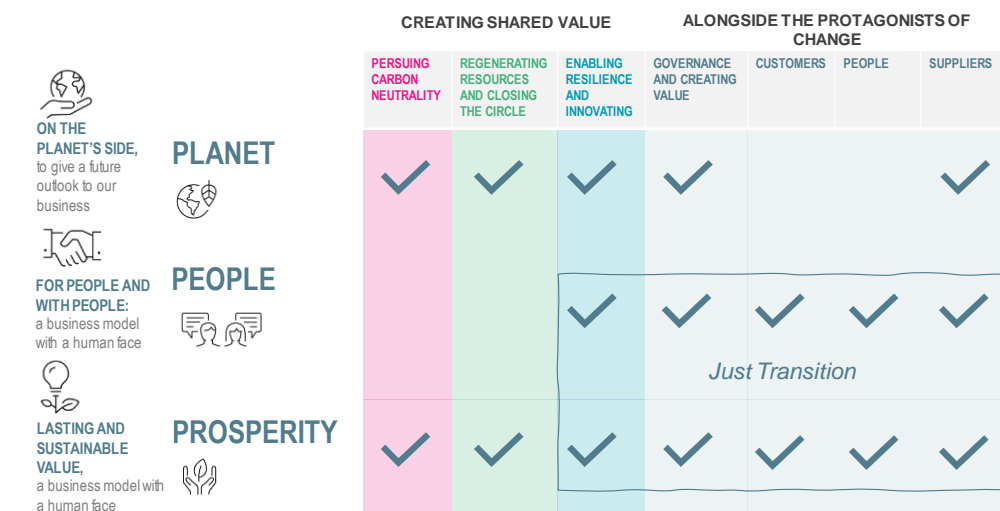 CREATING SHARED VALUE
ALONGSIDE THE PROTAGONISTS OF
CHANGE
PERSUING
CARBON
NEUTRALITY
REGENERATING
RESOURCES
AND CLOSING
THE CIRCLE
ENABLING
RESILIENCE
AND
INNOVATING
GOVERNANCE
AND CREATING
VALUE
CUSTOMERS
PEOPLE
SUPPLIERS
ON THE
PLANET'S SIDE,
to give a future
outlook to our
business
PLANET
FOR PEOPLE AND
WITH PEOPLE:
a business model
with a human face
PEOPLE
Just Transition
LASTING AND
SUSTAINABLE
VALUE,
a business model with
a human face
PROSPERITY